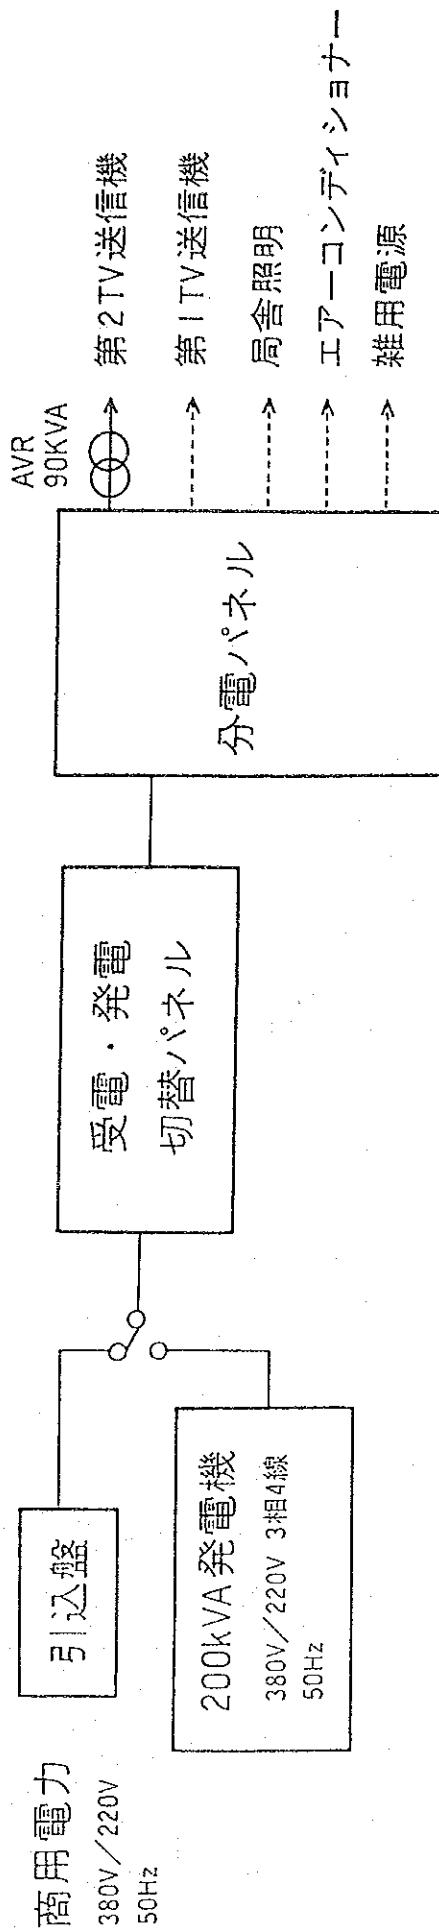 商用電力
380V／220V
50Hz
引込盤
200kVA発電機
380V／220V 3相4線
50Hz
受電・発電
切替パネル
分電パネル
AVR
90KVA
第2TV送信機
第1TV送信機
局舎照明
エアーコンディショナー
雑用電源